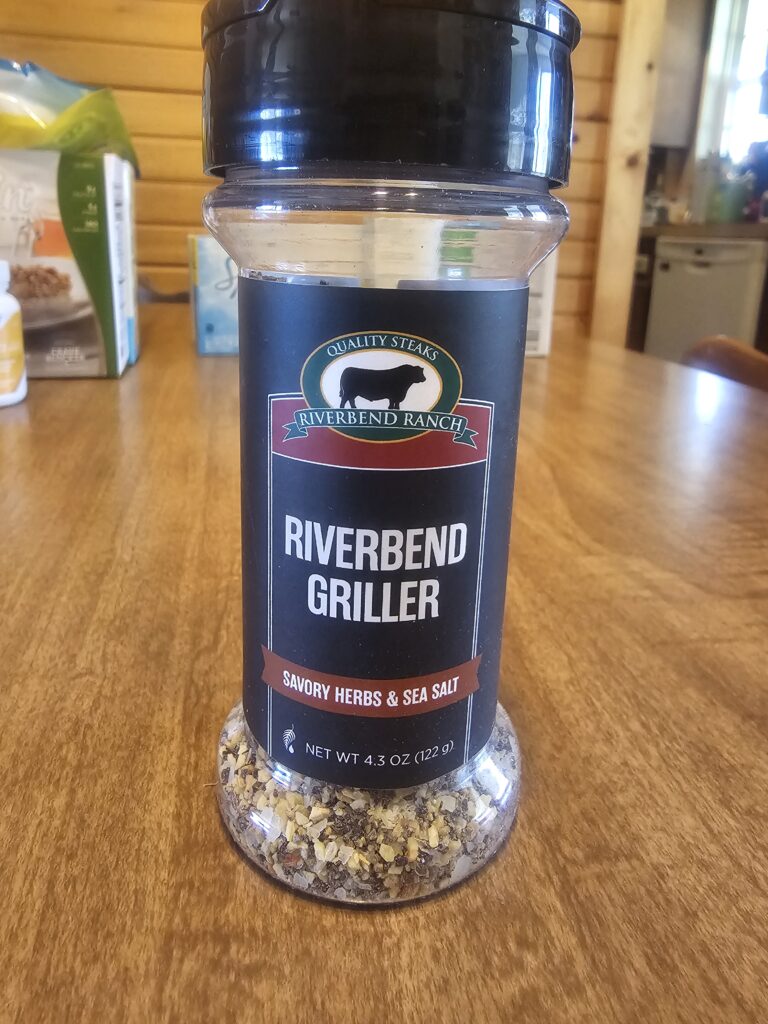 QUALITY STEAKS
RIVERBEND RANCH
RIVERBEND
GRILLER
SAVORY HERBS & SEA SALT
NET WT 4.3 OZ (122 g)